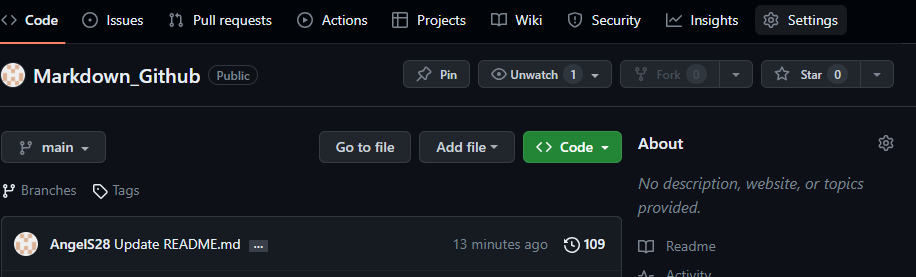 Code Issues Pull requests Actions Projects Wiki Security Insights Settings
Markdown_Github Public Pin Unwatch 1 Fork 0 Star 0
main Go to file Add file Code
About
Branches Tags
No description, website, or topics
provided.
AngelS28 Update README.md ... 13 minutes ago 109
Readme
Activity